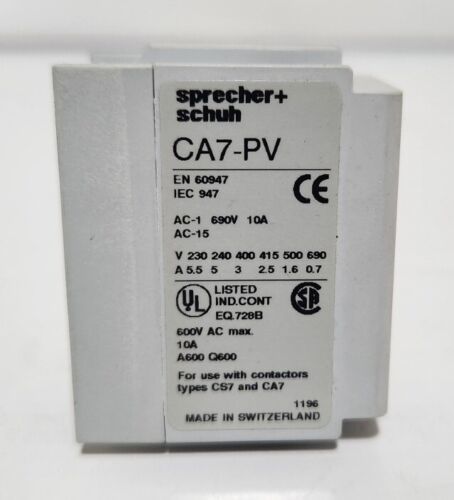 sprecher+
schuh
CA7-PV
EN 60947
IEC 947
CE
AC-1 690V 10A
AC-15
V 230 240 400 415 500 690
A 5.5 5 3 2.5 1.6 0.7
UL LISTED
IND.CONT
EQ.728B
SA
600V AC max.
10A
A600 Q600
For use with contactors
types CS7 and CA7
1196
MADE IN SWITZERLAND